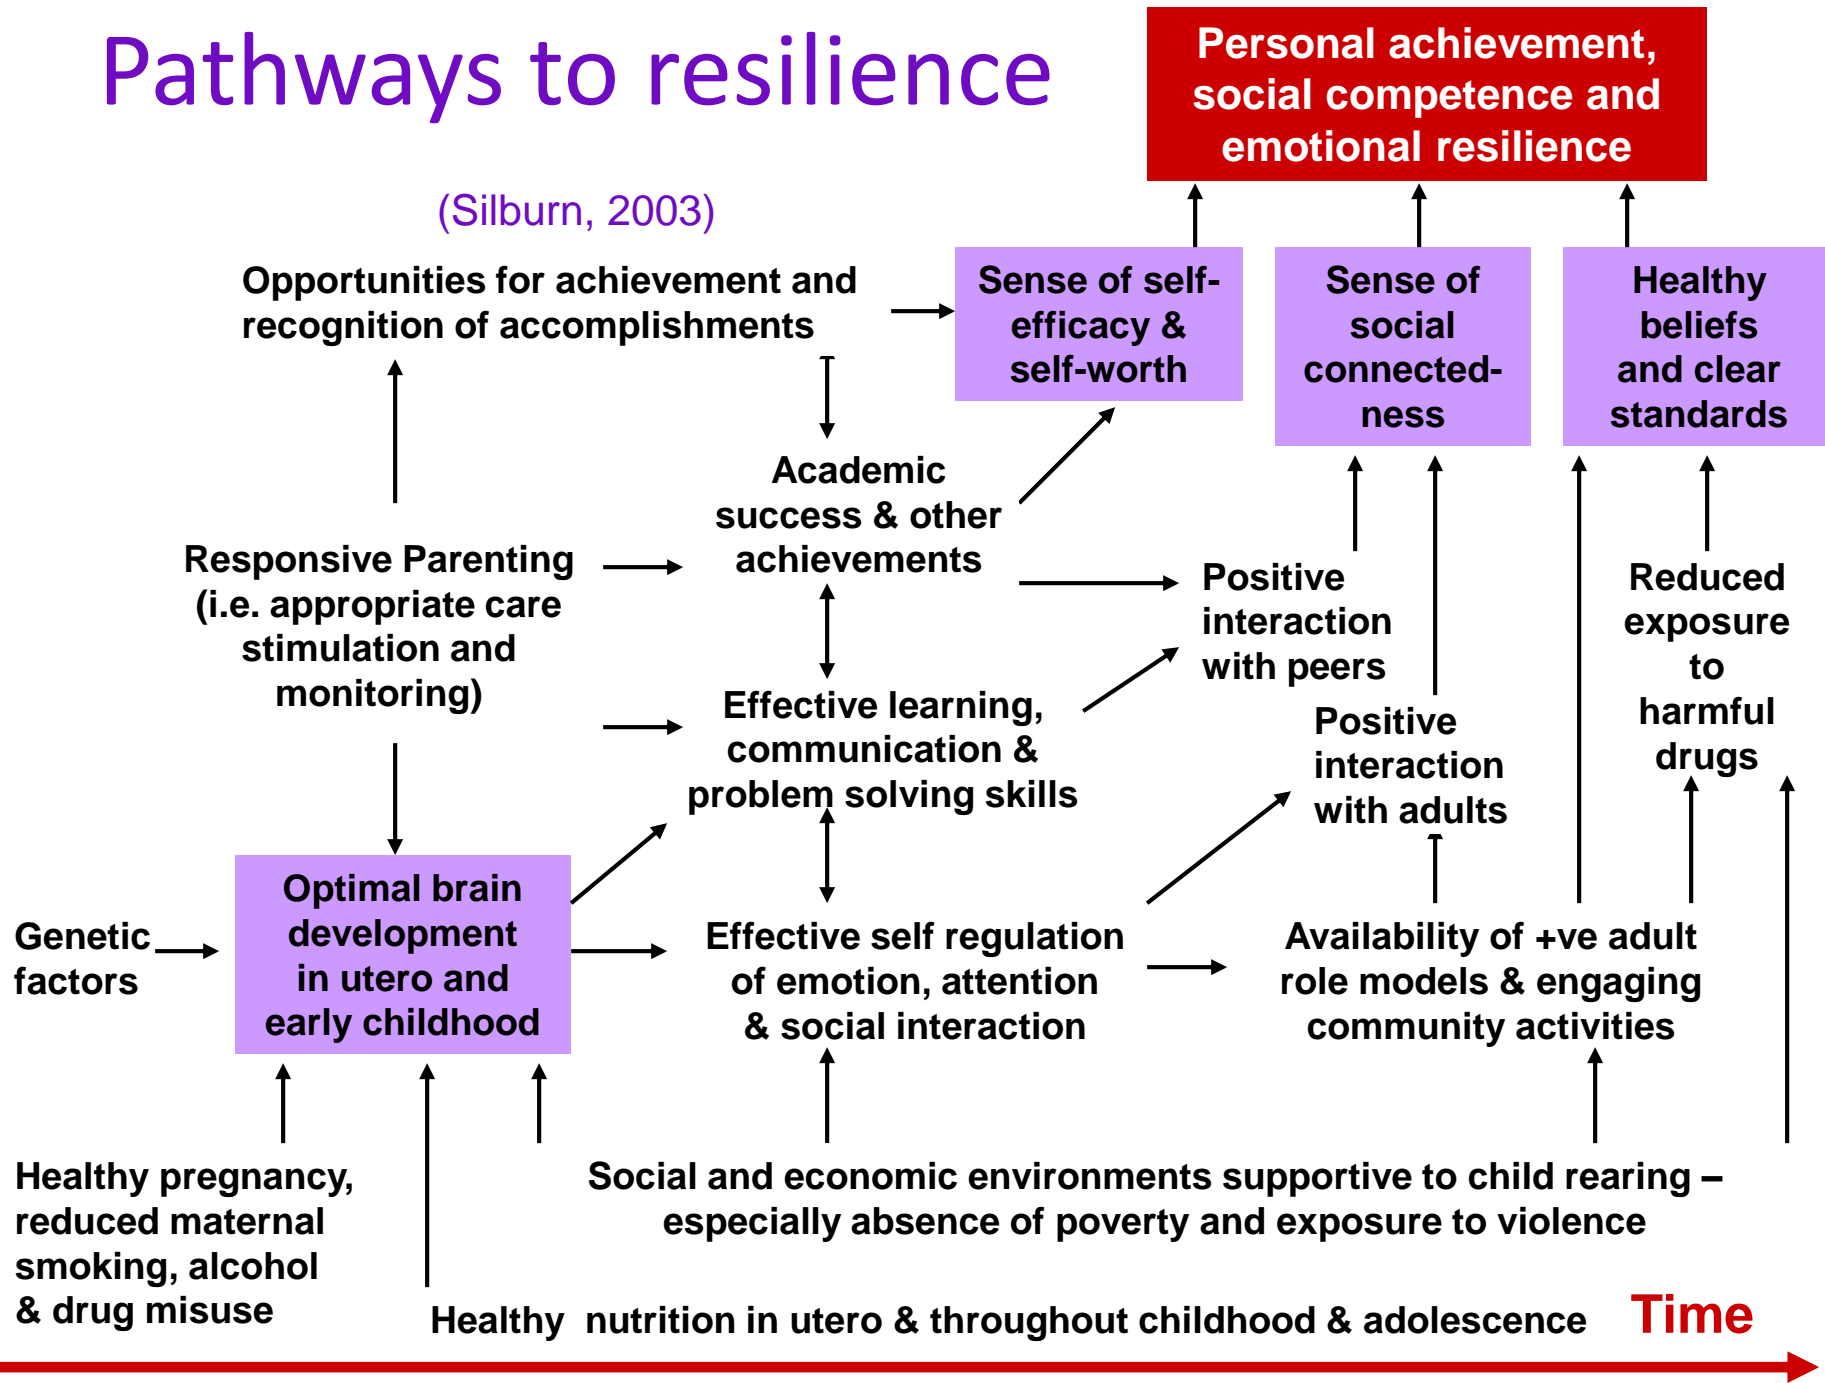 Pathways to resilience
(Silburn, 2003)
Personal achievement,
social competence and
emotional resilience
Opportunities for achievement and
recognition of accomplishments
Sense of self-
efficacy &
self-worth
Sense of
social
connected-
ness
Healthy
beliefs
and clear
standards
Academic
success & other
achievements
Responsive Parenting
(i.e. appropriate care
stimulation and
monitoring)
Positive
interaction
with peers
Reduced
exposure
to
harmful
drugs
Effective learning,
communication &
problem solving skills
Positive
interaction
with adults
Genetic
factors
Optimal brain
development
in utero and
early childhood
Effective self regulation
of emotion, attention
& social interaction
Availability of +ve adult
role models & engaging
community activities
Healthy pregnancy,
reduced maternal
smoking, alcohol
& drug misuse
Social and economic environments supportive to child rearing –
especially absence of poverty and exposure to violence
Healthy  nutrition in utero & throughout childhood & adolescence
Time